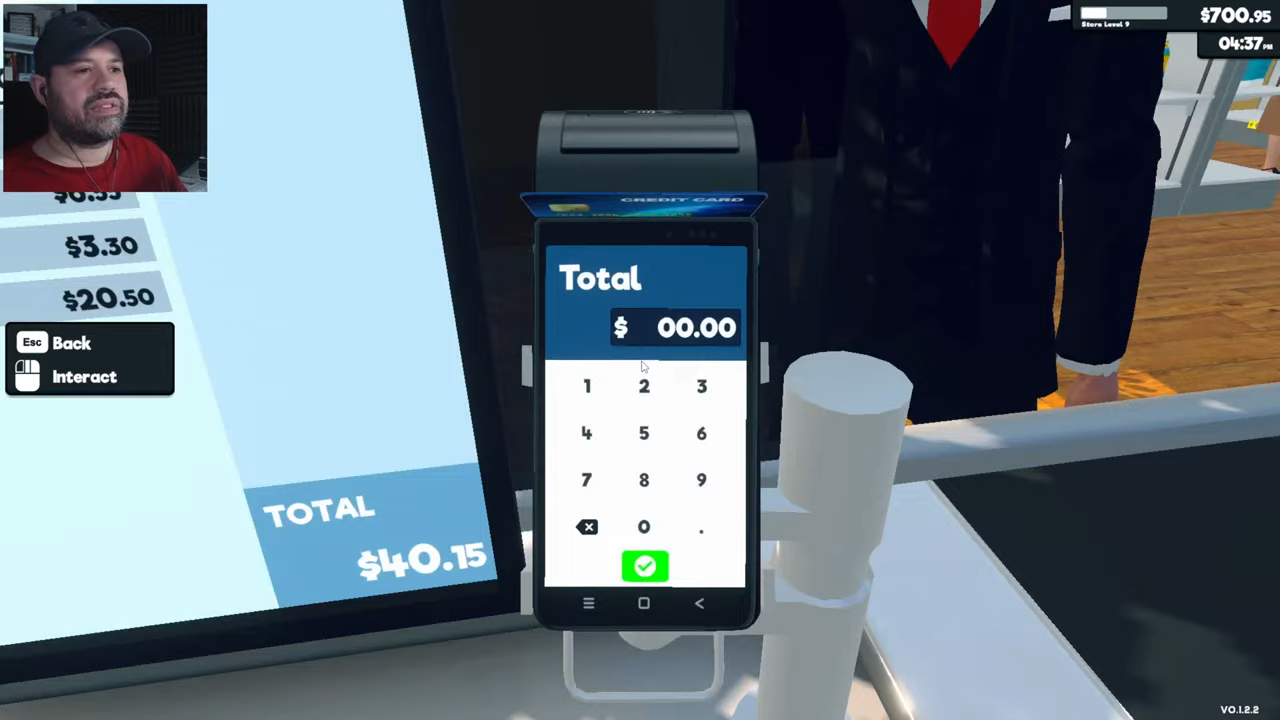 $700.95
Store Level 9
04:37PM
$3.30
$20.50
Esc Back
Interact
TOTAL
$40.15
CREDIT CARD
Total
$ 00.00
1 2 3
4 5 6
7 8 9
0 .
V0.1.2.2